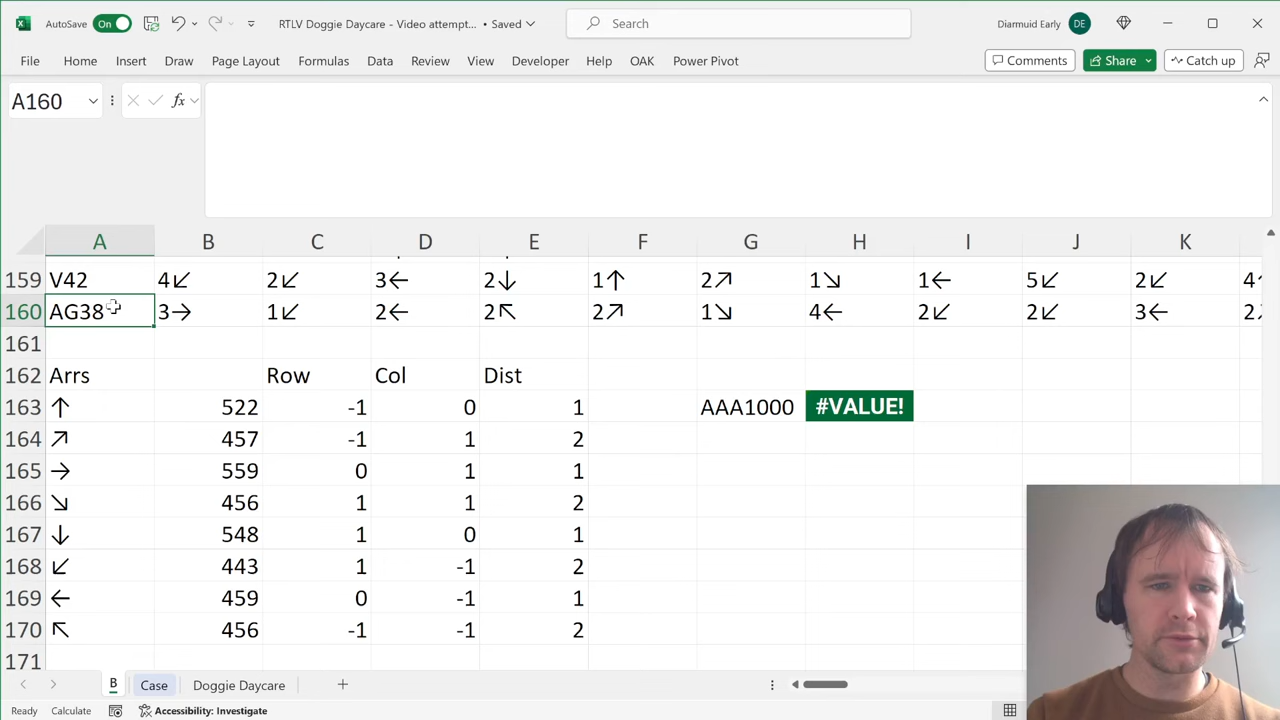 AutoSave On RTLV Doggie Daycare - Video attempt... • Saved Search Diarmuid Early DE
File Home Insert Draw Page Layout Formulas Data Review View Developer Help OAK Power Pivot Comments Share Catch up
A160 fx
A B C D E F G H I J K
159 V42 4↙ 2↙ 3← 2↓ 1↑ 2↗ 1↘ 1← 5↙ 2↙ 4↑
160 AG38 3→ 1↙ 2← 2↖ 2↗ 1↘ 4← 2↙ 2↙ 3← 2↗
161
162 Arrs Row Col Dist
163 ↑ 522 -1 0 1 AAA1000 #VALUE!
164 ↗ 457 -1 1 2
165 → 559 0 1 1
166 ↘ 456 1 1 2
167 ↓ 548 1 0 1
168 ↙ 443 1 -1 2
169 ← 459 0 -1 1
170 ↖ 456 -1 -1 2
171
B Case Doggie Daycare
Ready Calculate Accessibility: Investigate